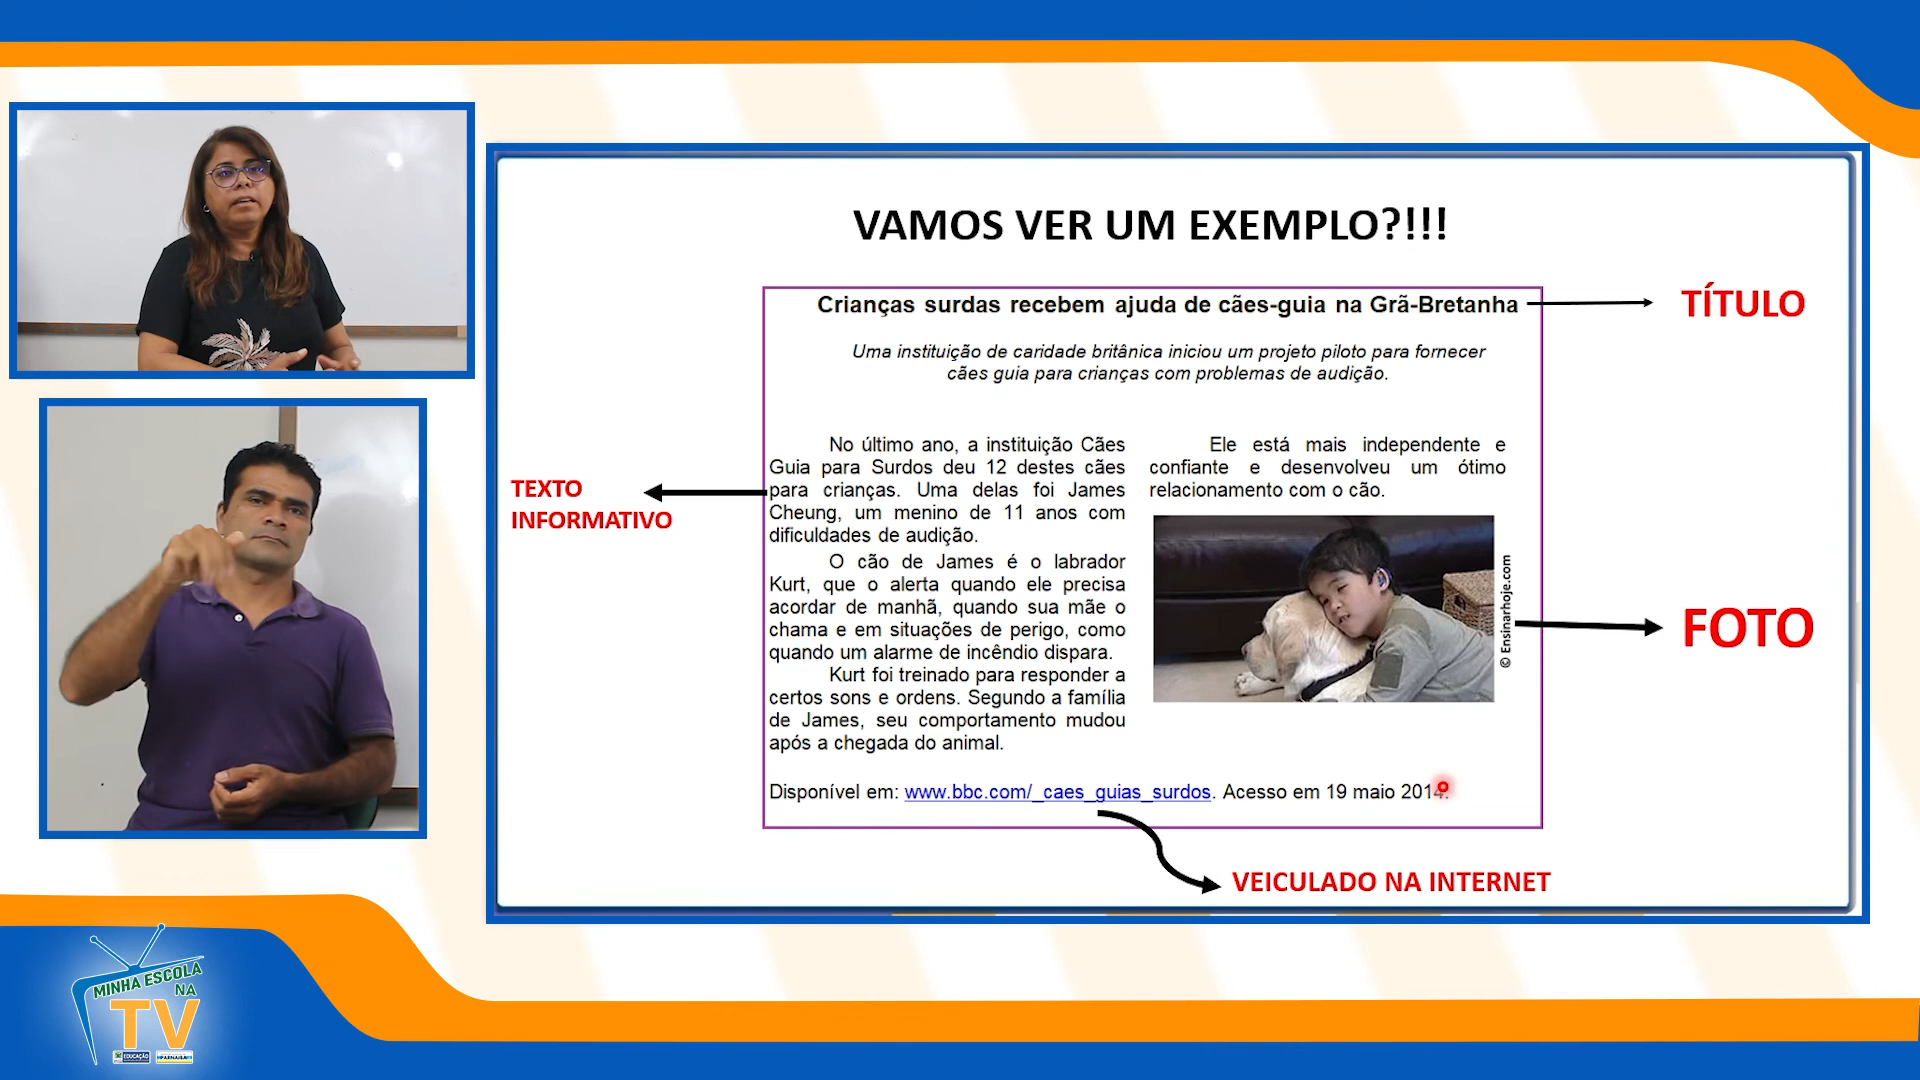 VAMOS VER UM EXEMPLO?!!!
Crianças surdas recebem ajuda de cães-guia na Grã-Bretanha
TÍTULO
Uma instituição de caridade britânica iniciou um projeto piloto para fornecer
cães guia para crianças com problemas de audição.
TEXTO
INFORMATIVO
No último ano, a instituição Cães
Guia para Surdos deu 12 destes cães
para crianças. Uma delas foi James
Cheung, um menino de 11 anos com
dificuldades de audição.
O cão de James é o labrador
Kurt, que o alerta quando ele precisa
acordar de manhã, quando sua mãe o
chama e em situações de perigo, como
quando um alarme de incêndio dispara.
Kurt foi treinado para responder a
certos sons e ordens. Segundo a família
de James, seu comportamento mudou
após a chegada do animal.
Ele está mais independente e
confiante e desenvolveu um ótimo
relacionamento com o cão.
© Ensinarhoje.com
FOTO
Disponível em: www.bbc.com/_caes_guias_surdos. Acesso em 19 maio 2014.
VEICULADO NA INTERNET
MINHA ESCOLA
NA
TV
EDUCAÇÃO
PARNAÍBA